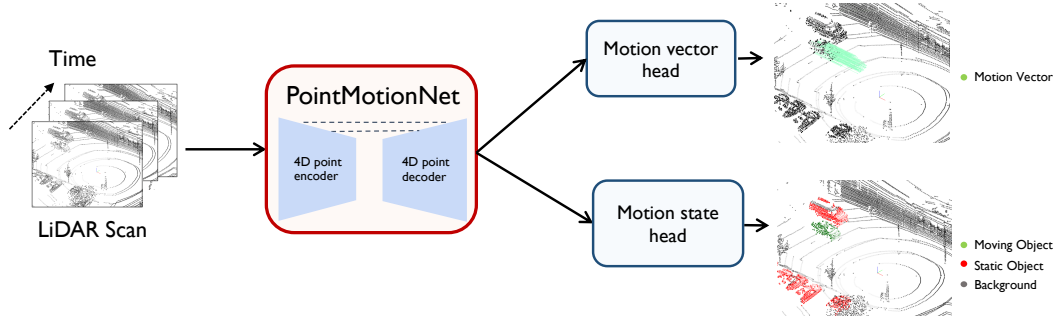 Time
LiDAR Scan
PointMotionNet
4D point
encoder
4D point
decoder
Motion vector
head
Motion Vector
Motion state
head
Moving Object
Static Object
Background